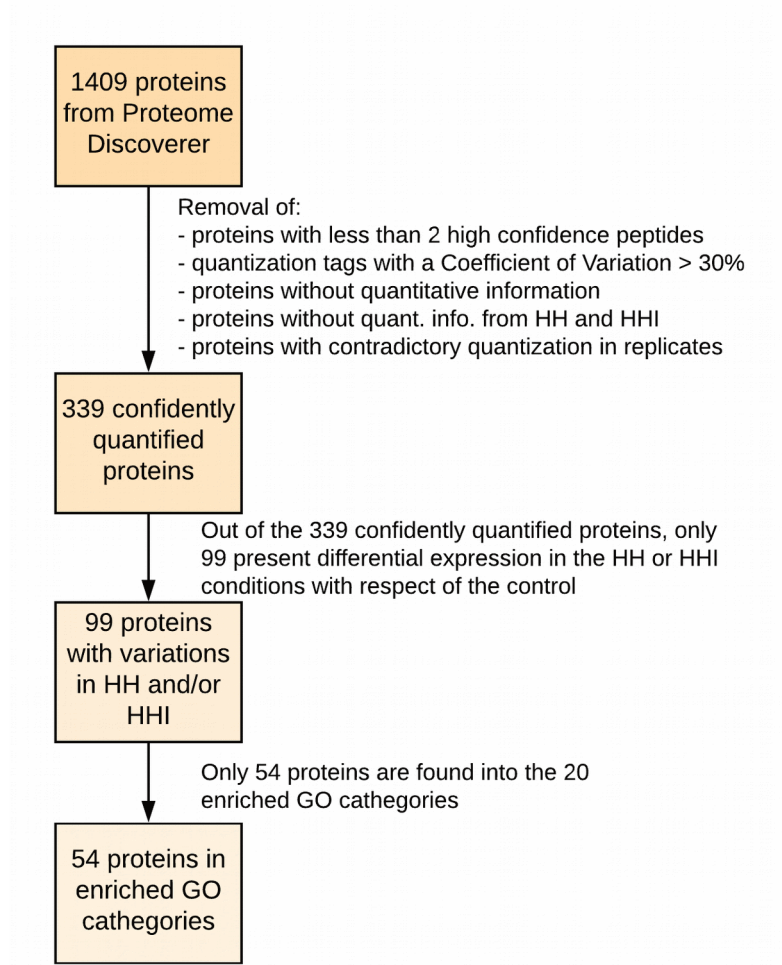 1409 proteins
from Proteome
Discoverer
Removal of:
- proteins with less than 2 high confidence peptides
- quantization tags with a Coefficient of Variation > 30%
- proteins without quantitative information
- proteins without quant. info. from HH and HHI
- proteins with contradictory quantization in replicates
339 confidently
quantified
proteins
Out of the 339 confidently quantified proteins, only
99 present differential expression in the HH or HHI
conditions with respect of the control
99 proteins
with variations
in HH and/or
HHI
Only 54 proteins are found into the 20
enriched GO cathegories
54 proteins in
enriched GO
cathegories